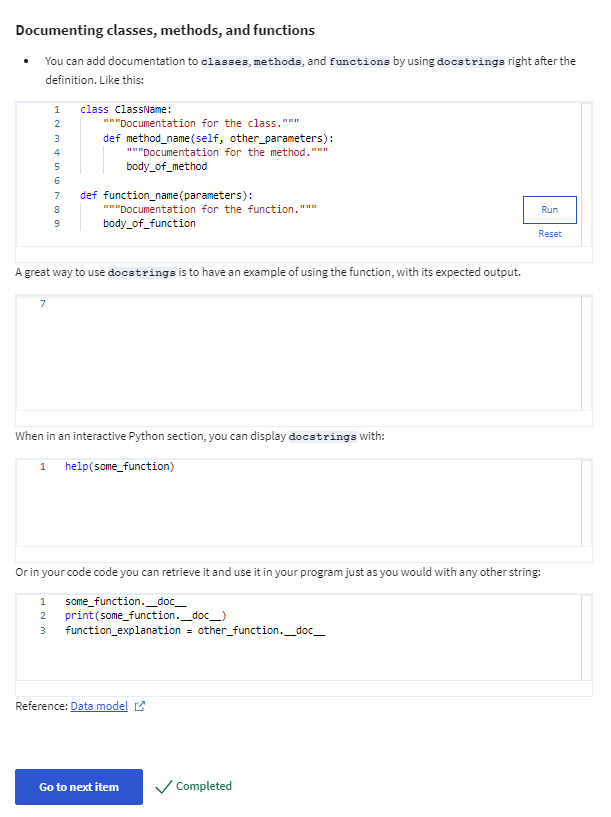 Documenting classes, methods, and functions
• You can add documentation to classes, methods, and functions by using docstrings right after the
definition. Like this:
1 class ClassName:
2 """Documentation for the class."""
3 def method_name(self, other_parameters):
4 """Documentation for the method."""
5 body_of_method
6
7 def function_name(parameters):
8 """Documentation for the function."""
9 body_of_function
Run
Reset
A great way to use docstrings is to have an example of using the function, with its expected output.
7
When in an interactive Python section, you can display docstrings with:
1 help(some_function)
Or in your code code you can retrieve it and use it in your program just as you would with any other string:
1 some_function.__doc__
2 print(some_function.__doc__)
3 function_explanation = other_function.__doc__
Reference: Data model
Go to next item
Completed